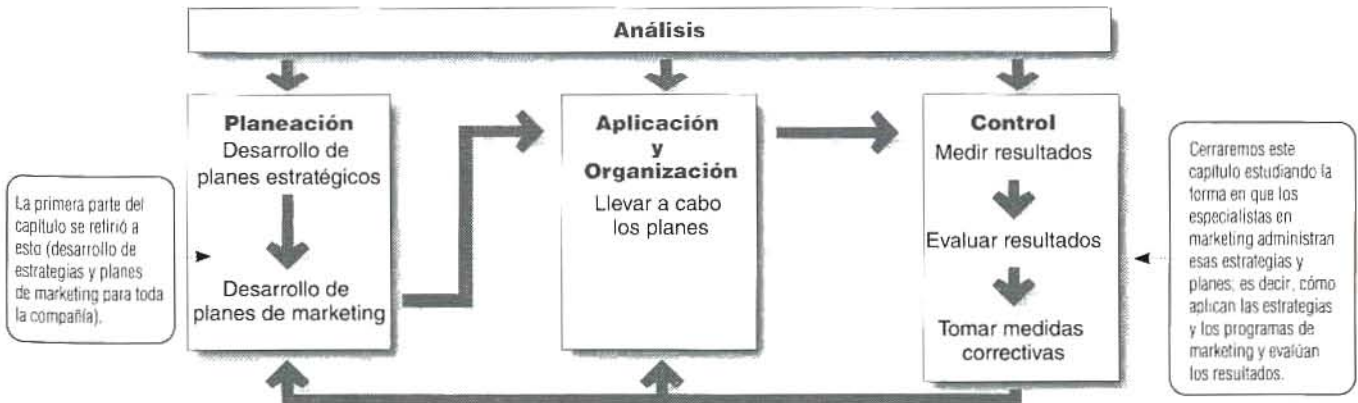 Análisis
Planeación
Desarrollo de
planes estratégicos
Desarrollo de
planes de marketing
Aplicación
y
Organización
Llevar a cabo
los planes
Control
Medir resultados
Evaluar resultados
Tomar medidas
correctivas
La primera parte del
capítulo se refirió a
esto (desarrollo de
estrategias y planes
de marketing para toda
la compañía).
Cerraremos este
capítulo estudiando la
forma en que los
especialistas en
marketing administran
esas estrategias y
planes; es decir, cómo
aplican las estrategias
y los programas de
marketing y evalúan
los resultados.